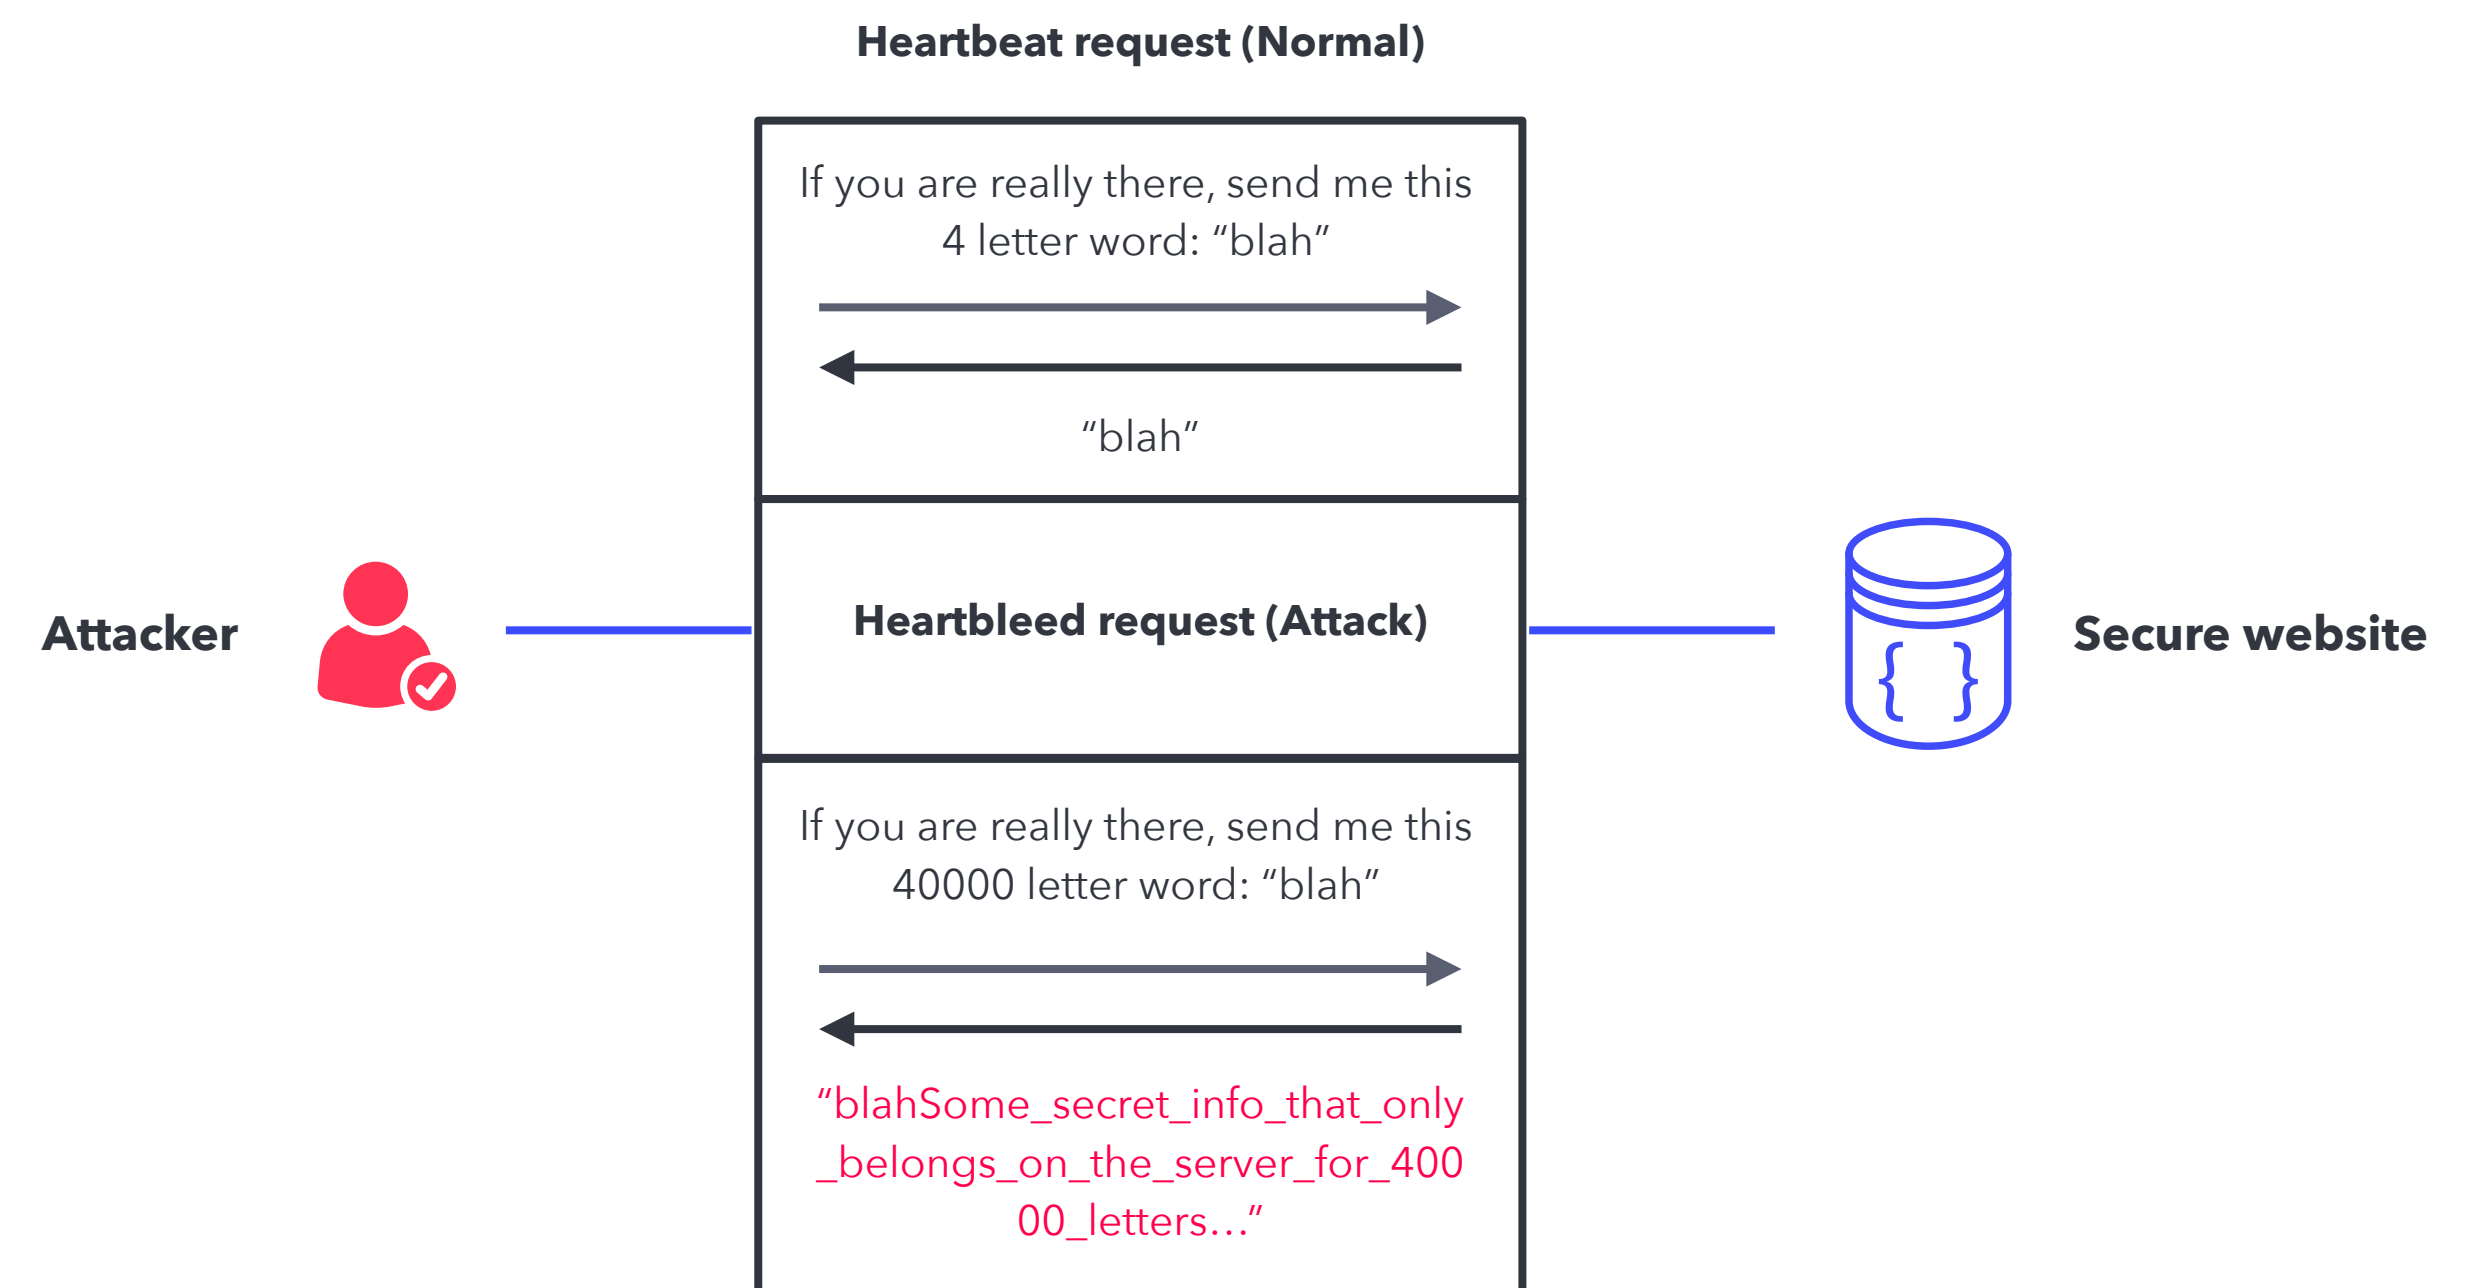 Heartbeat request (Normal)
If you are really there, send me this
4 letter word: “blah”
“blah”
Attacker
Heartbleed request (Attack)
Secure website
If you are really there, send me this
40000 letter word: “blah”
“blahSome_secret_info_that_only
_belongs_on_the_server_for_400
00_letters...”